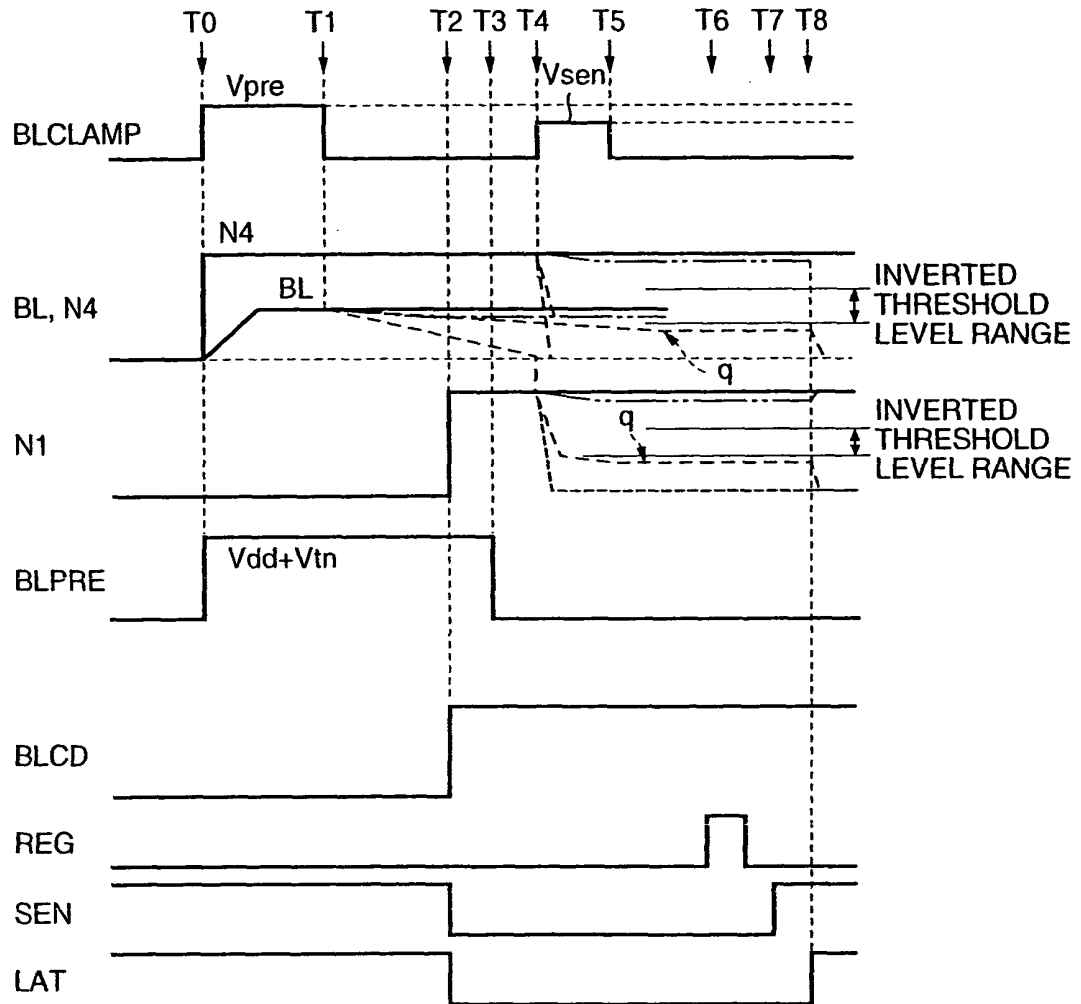 T0 T1 T2 T3 T4 T5 T6 T7 T8
Vpre
Vsen
BLCLAMP
N4
BL
BL, N4
INVERTED
THRESHOLD
LEVEL RANGE
q
N1
q
INVERTED
THRESHOLD
LEVEL RANGE
Vdd+Vtn
BLPRE
BLCD
REG
SEN
LAT